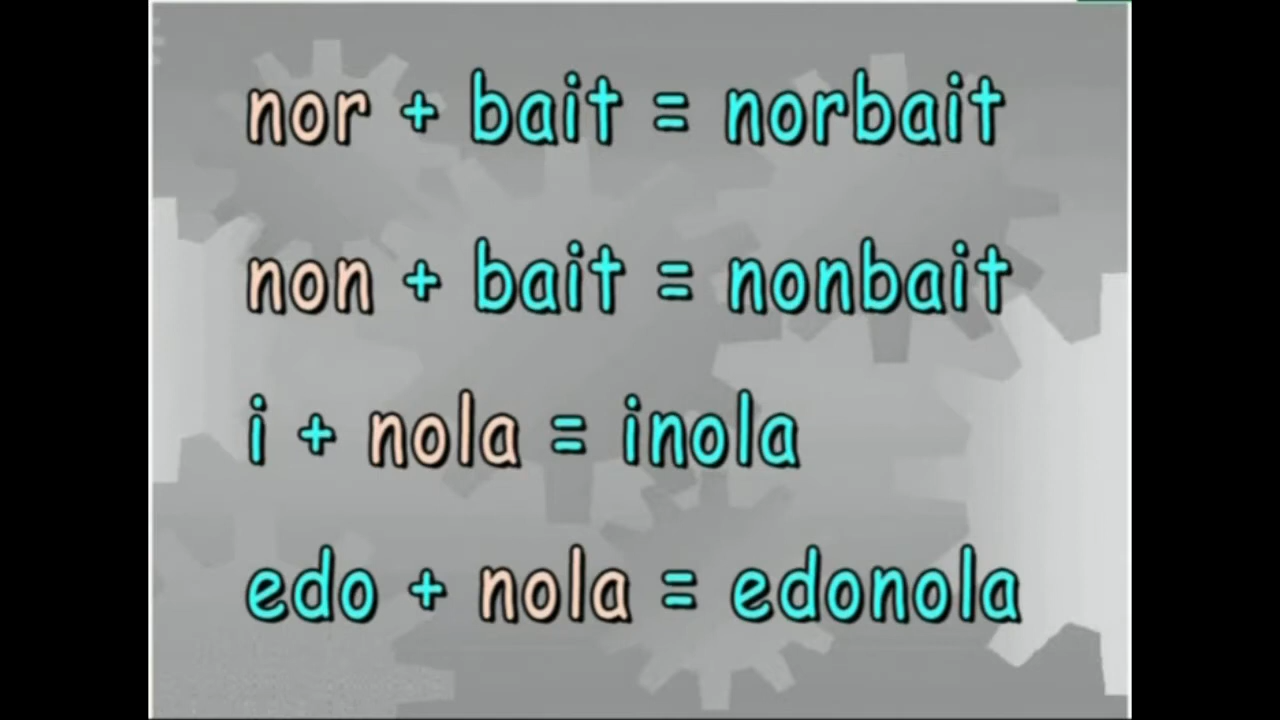 nor + bait = norbait
non + bait = nonbait
i + nola = inola
edo + nola = edonola